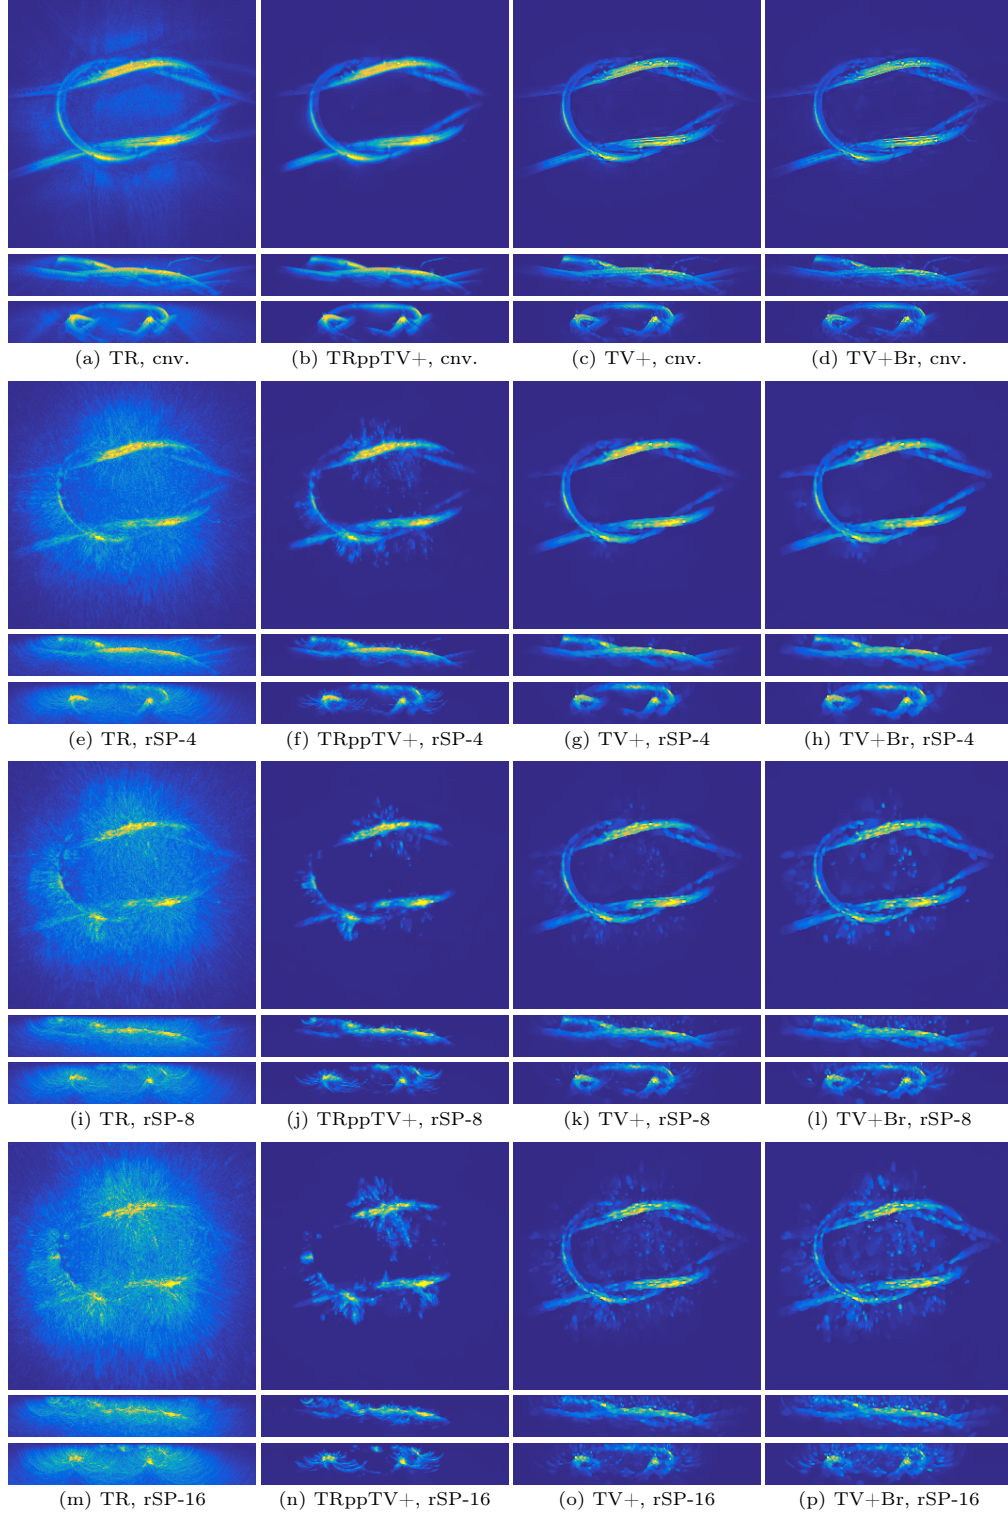 (a) TR, cnv.
(b) TRppTV+, cnv.
(c) TV+, cnv.
(d) TV+Br, cnv.
(e) TR, rSP-4
(f) TRppTV+, rSP-4
(g) TV+, rSP-4
(h) TV+Br, rSP-4
(i) TR, rSP-8
(j) TRppTV+, rSP-8
(k) TV+, rSP-8
(l) TV+Br, rSP-8
(m) TR, rSP-16
(n) TRppTV+, rSP-16
(o) TV+, rSP-16
(p) TV+Br, rSP-16